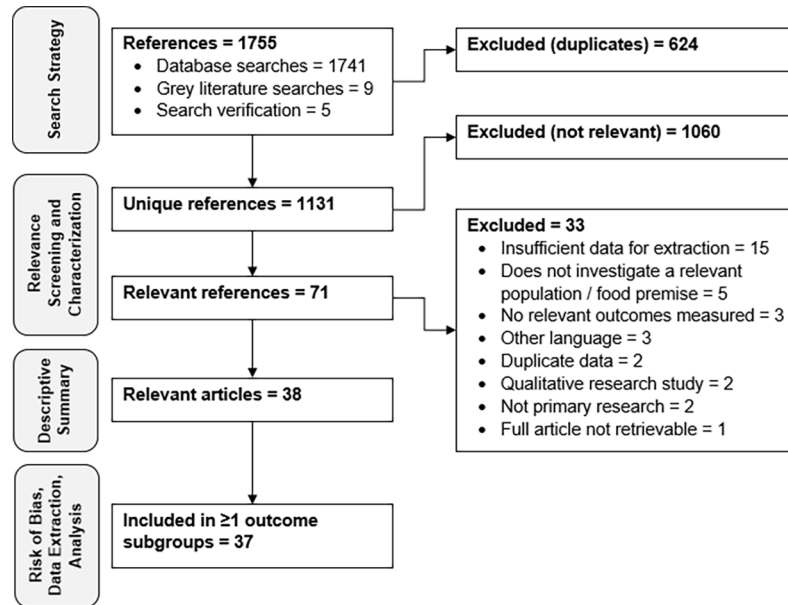 Search Strategy
References = 1755
• Database searches = 1741
• Grey literature searches = 9
• Search verification = 5
Excluded (duplicates) = 624
Excluded (not relevant) = 1060
Relevance
Screening and
Characterization
Unique references = 1131
Relevant references = 71
Excluded = 33
• Insufficient data for extraction = 15
• Does not investigate a relevant
population / food premise = 5
• No relevant outcomes measured = 3
• Other language = 3
• Duplicate data = 2
• Qualitative research study = 2
• Not primary research = 2
• Full article not retrievable = 1
Descriptive
Summary
Relevant articles = 38
Risk of Bias,
Data Extraction,
Analysis
Included in ≥1 outcome
subgroups = 37